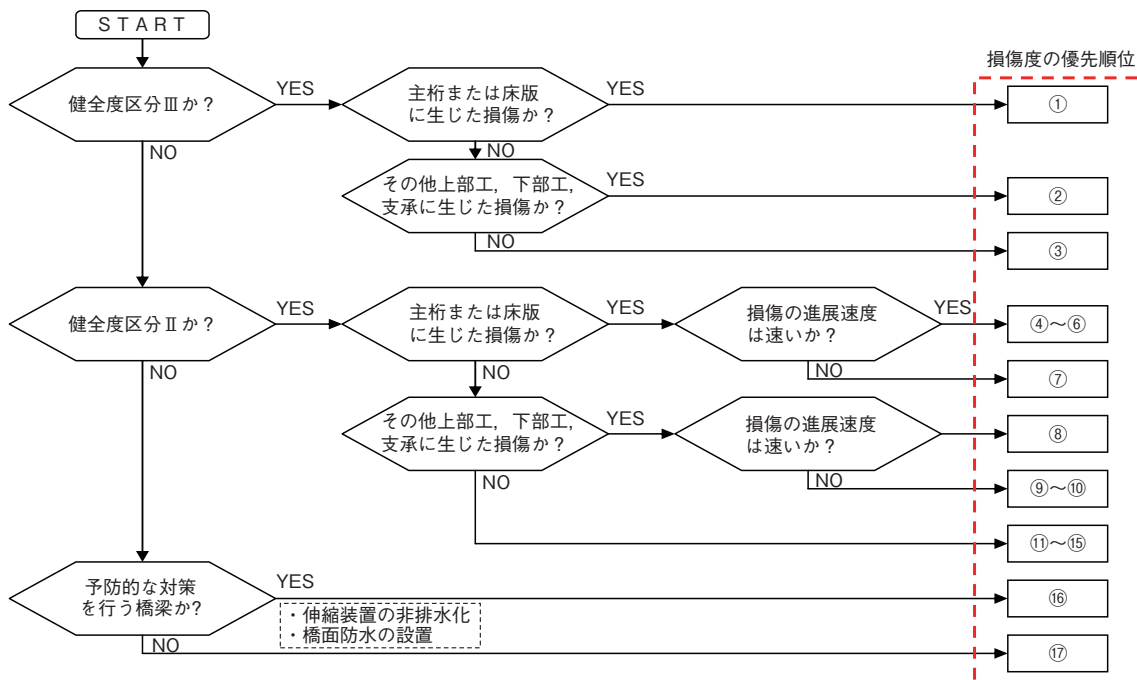 START
損傷度の優先順位
健全度区分Ⅲか？
YES
主桁または床版
に生じた損傷か？
YES
①
NO
NO
その他上部工，下部工，
支承に生じた損傷か？
YES
②
NO
③
健全度区分Ⅱか？
YES
主桁または床版
に生じた損傷か？
YES
損傷の進展速度
は速いか？
YES
④～⑥
NO
NO
NO
⑦
その他上部工，下部工，
支承に生じた損傷か？
YES
損傷の進展速度
は速いか？
⑧
NO
NO
⑨～⑩
⑪～⑮
予防的な対策
を行う橋梁か?
YES
⑯
・伸縮装置の非排水化
・橋面防水の設置
NO
⑰